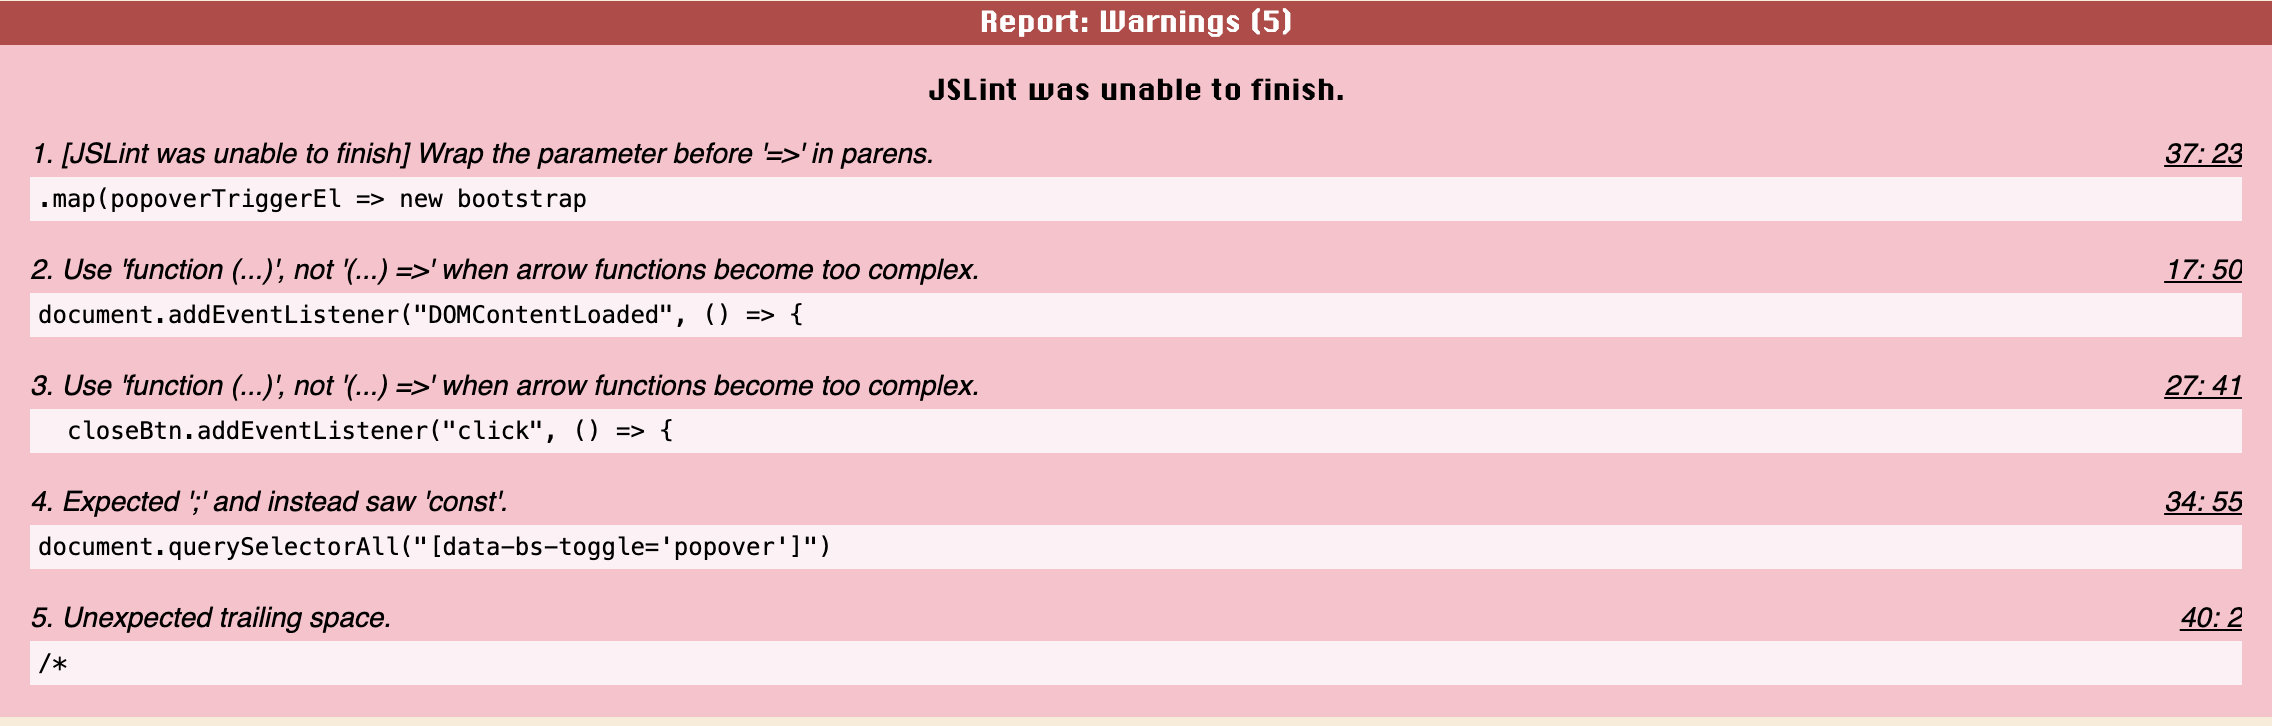 Report: Warnings (5)
JSLint was unable to finish.
1. [JSLint was unable to finish] Wrap the parameter before '=>' in parens. 37: 23
.map(popoverTriggerEl => new bootstrap
2. Use 'function (...)', not '(...) =>' when arrow functions become too complex. 17: 50
document.addEventListener("DOMContentLoaded", () => {
3. Use 'function (...)', not '(...) =>' when arrow functions become too complex. 27: 41
closeBtn.addEventListener("click", () => {
4. Expected ';' and instead saw 'const'. 34: 55
document.querySelectorAll("[data-bs-toggle='popover']")
5. Unexpected trailing space. 40: 2
/*